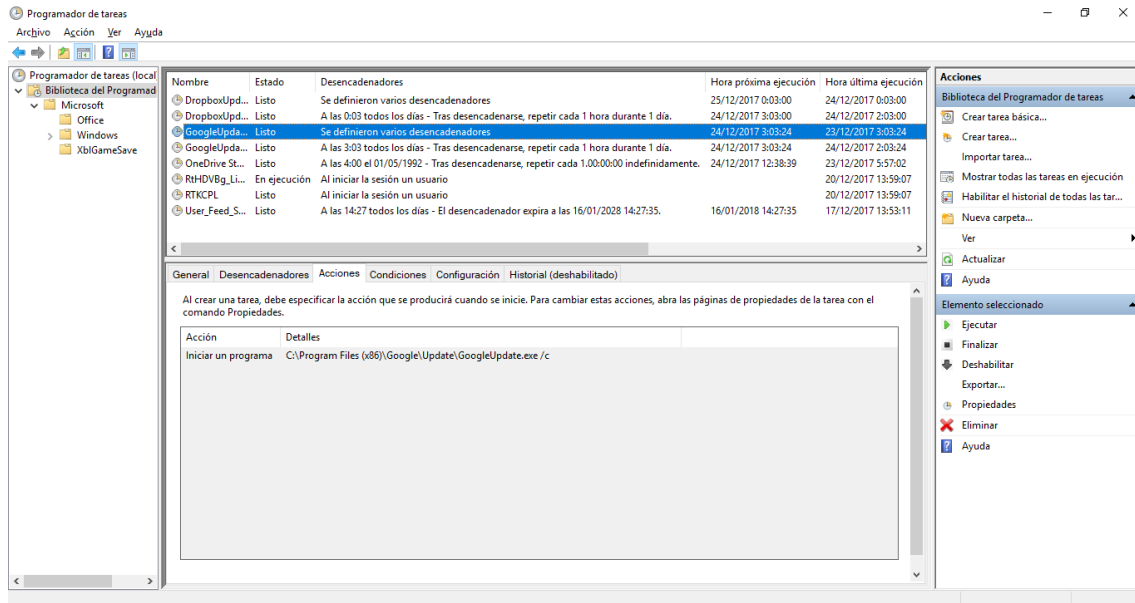 Programador de tareas
Archivo Acción Ver Ayuda
Programador de tareas (local
Biblioteca del Programad
Microsoft
Office
Windows
XblGameSave
Nombre Estado Desencadenadores Hora próxima ejecución Hora última ejecución
DropboxUpd... Listo Se definieron varios desencadenadores 25/12/2017 0:03:00 24/12/2017 0:03:00
DropboxUpd... Listo A las 0:03 todos los días - Tras desencadenarse, repetir cada 1 hora durante 1 día. 24/12/2017 3:03:00 24/12/2017 2:03:00
GoogleUpda... Listo Se definieron varios desencadenadores 24/12/2017 3:03:24 23/12/2017 3:03:24
GoogleUpda... Listo A las 3:03 todos los días - Tras desencadenarse, repetir cada 1 hora durante 1 día. 24/12/2017 3:03:24 24/12/2017 2:03:24
OneDrive St... Listo A las 4:00 el 01/05/1992 - Tras desencadenarse, repetir cada 1.00:00:00 indefinidamente. 24/12/2017 12:38:39 23/12/2017 5:57:02
RtHDVBg_Li... En ejecución Al iniciar la sesión un usuario 20/12/2017 13:59:07
RTKCPL Listo Al iniciar la sesión un usuario 20/12/2017 13:59:07
User_Feed_S... Listo A las 14:27 todos los días - El desencadenador expira a las 16/01/2028 14:27:35. 16/01/2018 14:27:35 17/12/2017 13:53:11
General Desencadenadores Acciones Condiciones Configuración Historial (deshabilitado)
Al crear una tarea, debe especificar la acción que se producirá cuando se inicie. Para cambiar estas acciones, abra las páginas de propiedades de la tarea con el
comando Propiedades.
Acción Detalles
Iniciar un programa C:\Program Files (x86)\Google\Update\GoogleUpdate.exe /c
Acciones
Biblioteca del Programador de tareas
Crear tarea básica...
Crear tarea...
Importar tarea...
Mostrar todas las tareas en ejecución
Habilitar el historial de todas las tar...
Nueva carpeta...
Ver
Actualizar
Ayuda
Elemento seleccionado
Ejecutar
Finalizar
Deshabilitar
Exportar...
Propiedades
Eliminar
Ayuda